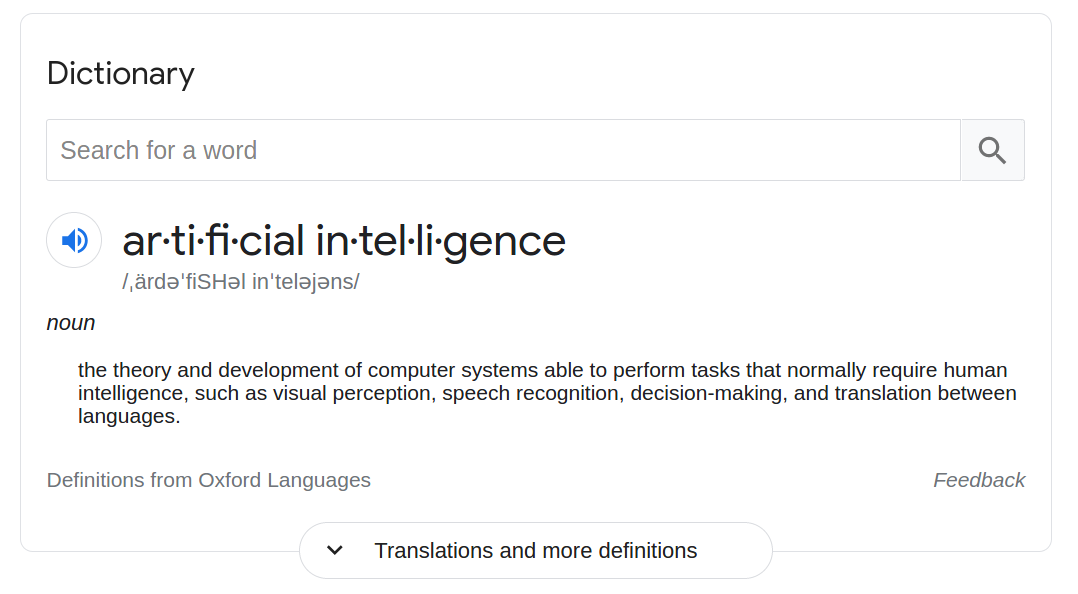 Dictionary
Search for a word
ar·ti·fi·cial in·tel·li·gence
/ˌärdəˈfiSHəl inˈteləjəns/
noun
the theory and development of computer systems able to perform tasks that normally require human
intelligence, such as visual perception, speech recognition, decision-making, and translation between
languages.
Definitions from Oxford Languages
Feedback
Translations and more definitions